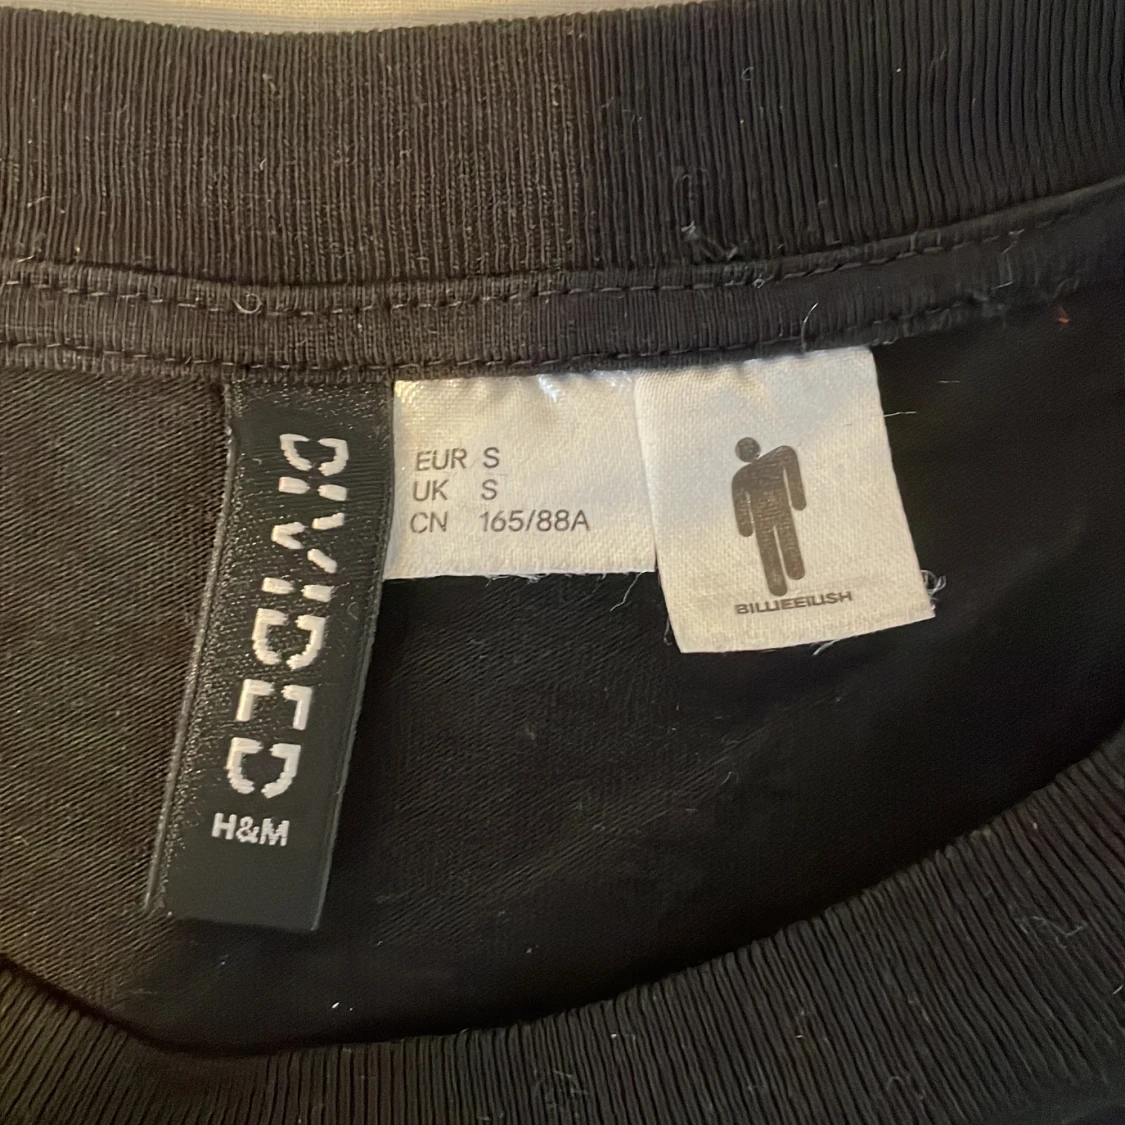 DIVIDED
H&M
EUR S
UK S
CN 165/88A
BILLIEEILISH